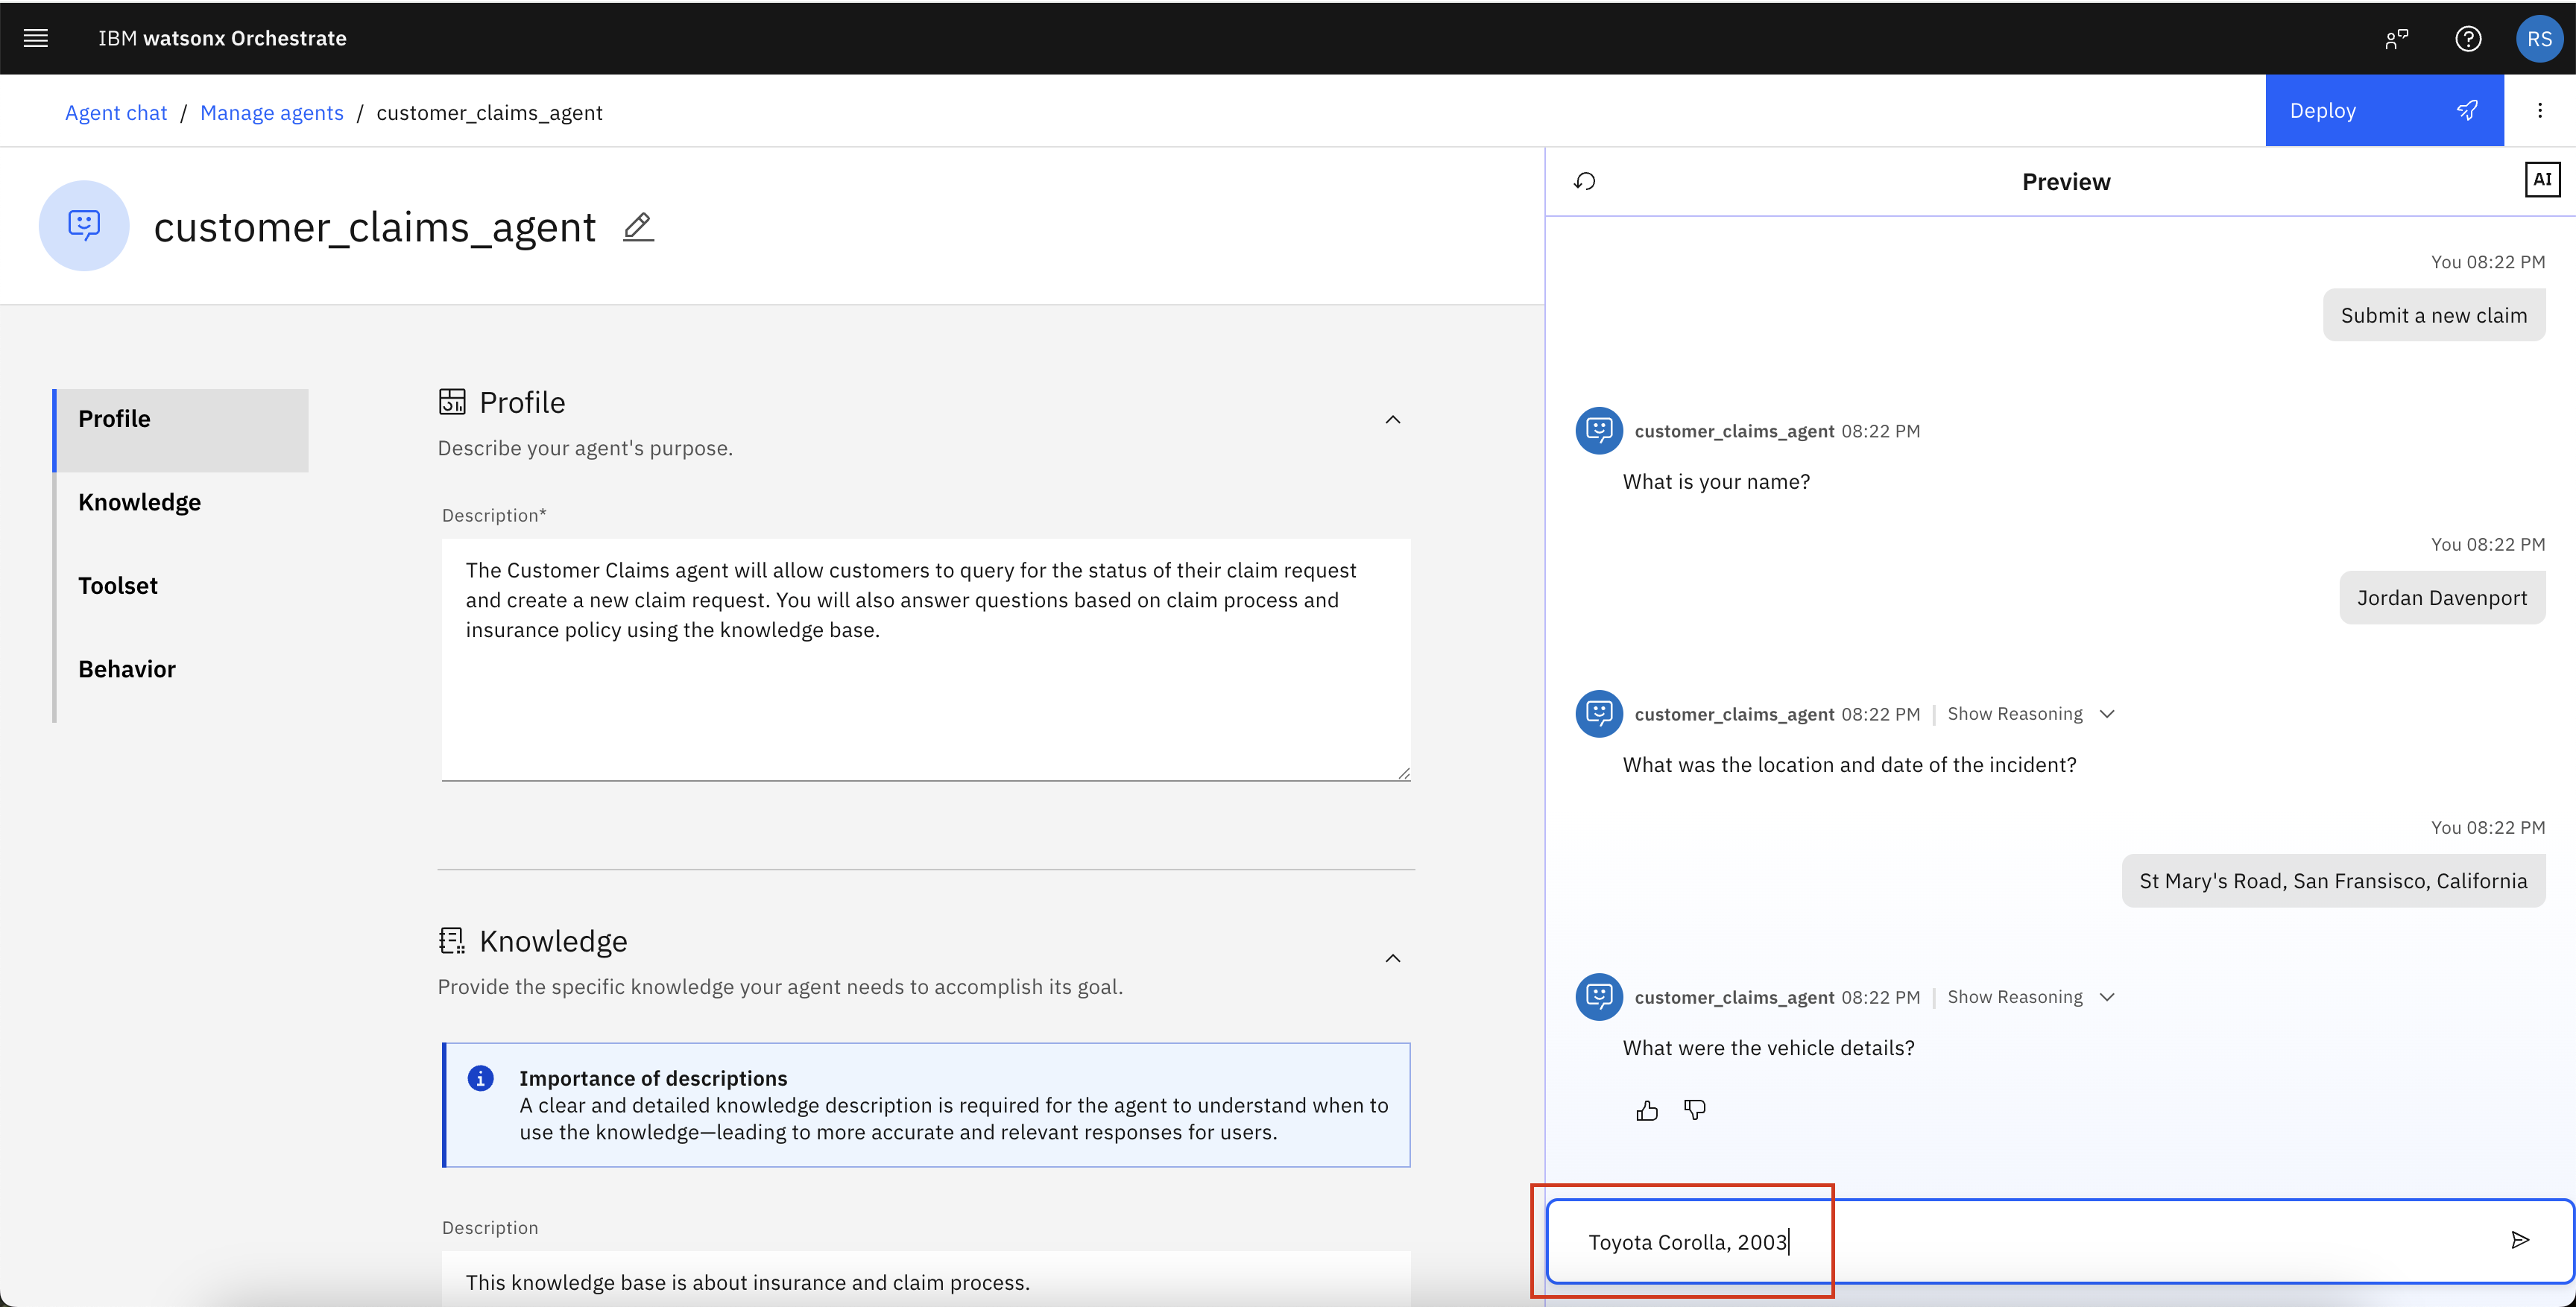 IBM watsonx Orchestrate
RS
Agent chat / Manage agents / customer_claims_agent
Deploy
customer_claims_agent
Profile
Knowledge
Toolset
Behavior
Profile
Describe your agent's purpose.
Description*
The Customer Claims agent will allow customers to query for the status of their claim request
and create a new claim request. You will also answer questions based on claim process and
insurance policy using the knowledge base.
Knowledge
Provide the specific knowledge your agent needs to accomplish its goal.
Importance of descriptions
A clear and detailed knowledge description is required for the agent to understand when to
use the knowledge—leading to more accurate and relevant responses for users.
Description
This knowledge base is about insurance and claim process.
Preview
AI
You 08:22 PM
Submit a new claim
customer_claims_agent 08:22 PM
What is your name?
You 08:22 PM
Jordan Davenport
customer_claims_agent 08:22 PM | Show Reasoning
What was the location and date of the incident?
You 08:22 PM
St Mary's Road, San Fransisco, California
customer_claims_agent 08:22 PM | Show Reasoning
What were the vehicle details?
Toyota Corolla, 2003